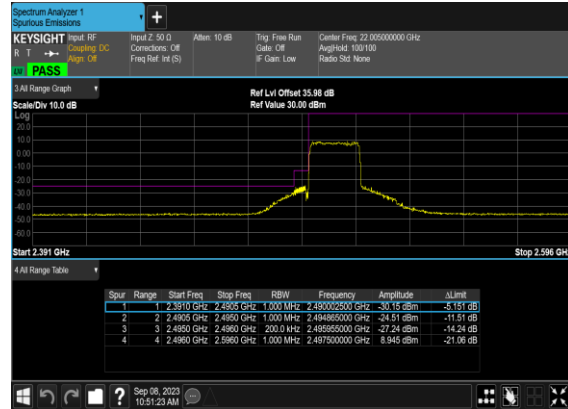 Spectrum Analyzer 1
Spurious Emissions
KEYSIGHT Input: RF Input Z: 50 Ω Atten: 10 dB Trig: Free Run Center Freq: 22.005000000 GHz
R T Coupling: DC Corrections: Off Gate: Off Avg|Hold: 100/100
Align: Off Freq Ref: Int (S) IF Gain: Low Radio Std: None
PASS
3 All Range Graph
Ref Lvl Offset 35.98 dB
Scale/Div 10.0 dB Ref Value 30.00 dBm
Log
20.0
10.0
0.00
-10.0
-20.0
-30.0
-40.0
-50.0
-60.0
Start 2.391 GHz Stop 2.596 GHz
4 All Range Table
Spur Range Start Freq Stop Freq RBW Frequency Amplitude ΔLimit
1 1 2.3910 GHz 2.4905 GHz 1.000 MHz 2.490002500 GHz -30.15 dBm -5.151 dB
2 2 2.4905 GHz 2.4950 GHz 1.000 MHz 2.494865000 GHz -24.51 dBm -11.51 dB
3 3 2.4950 GHz 2.4960 GHz 200.0 kHz 2.495955000 GHz -27.24 dBm -14.24 dB
4 4 2.4960 GHz 2.5960 GHz 1.000 MHz 2.497500000 GHz 8.945 dBm -21.06 dB
? Sep 08, 2023
10:51:23 AM